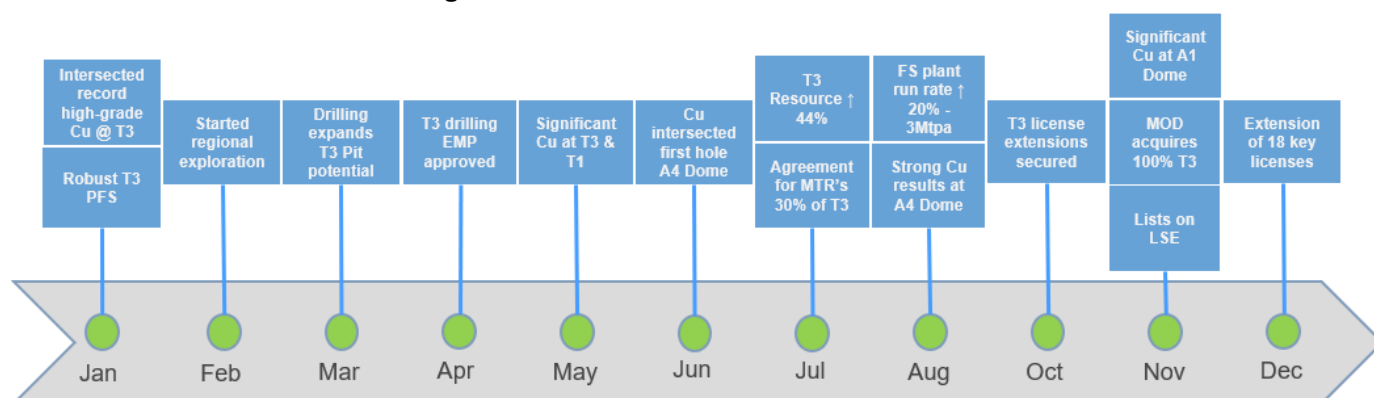 Intersected
record
high-grade
Cu @ T3
Robust T3
PFS
Started
regional
exploration
Drilling
expands
T3 Pit
potential
T3 drilling
EMP
approved
Significant
Cu at T3 &
T1
Cu
intersected
first hole
A4 Dome
T3
Resource ↑
44%
Agreement
for MTR's
30% of T3
FS plant
run rate ↑
20% -
3Mtpa
Strong Cu
results at
A4 Dome
T3 license
extensions
secured
Significant
Cu at A1
Dome
MOD
acquires
100% T3
Lists on
LSE
Extension
of 18 key
licenses
Jan
Feb
Mar
Apr
May
Jun
Jul
Aug
Oct
Nov
Dec